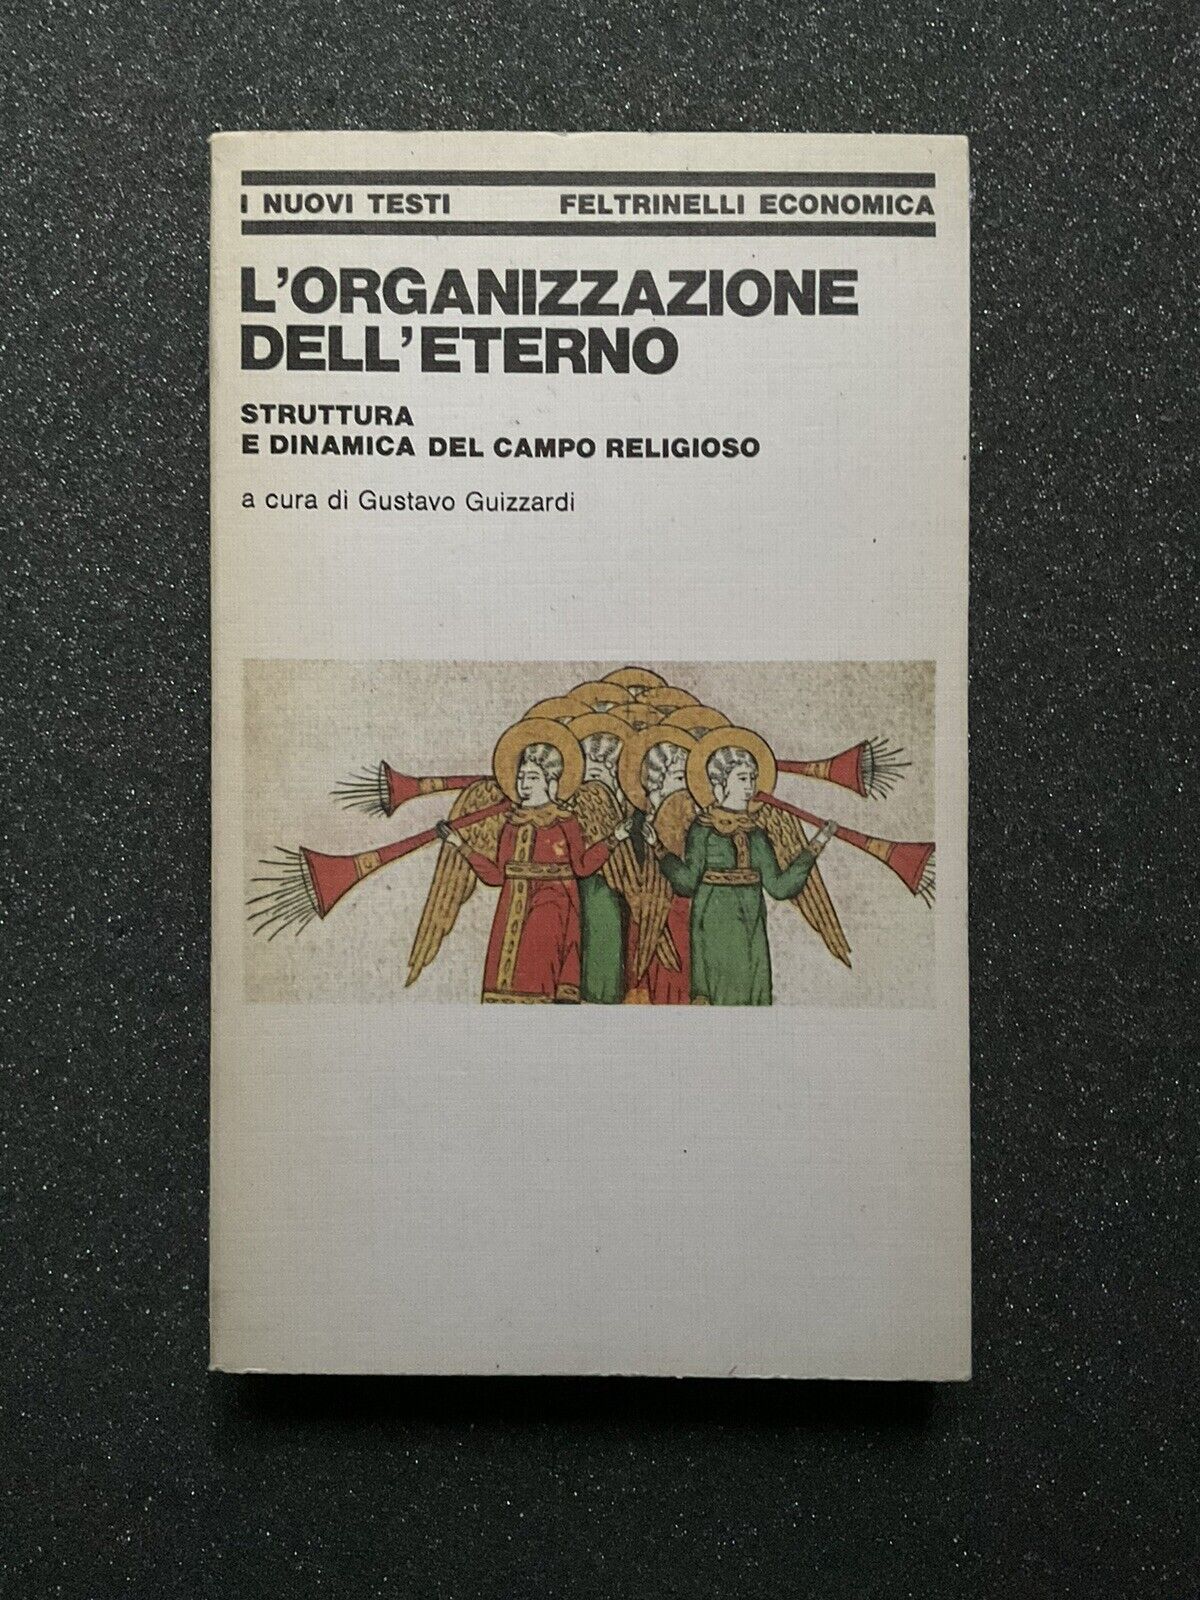 I NUOVI TESTI FELTRINELLI ECONOMICA
L'ORGANIZZAZIONE
DELL'ETERNO
STRUTTURA
E DINAMICA DEL CAMPO RELIGIOSO
a cura di Gustavo Guizzardi